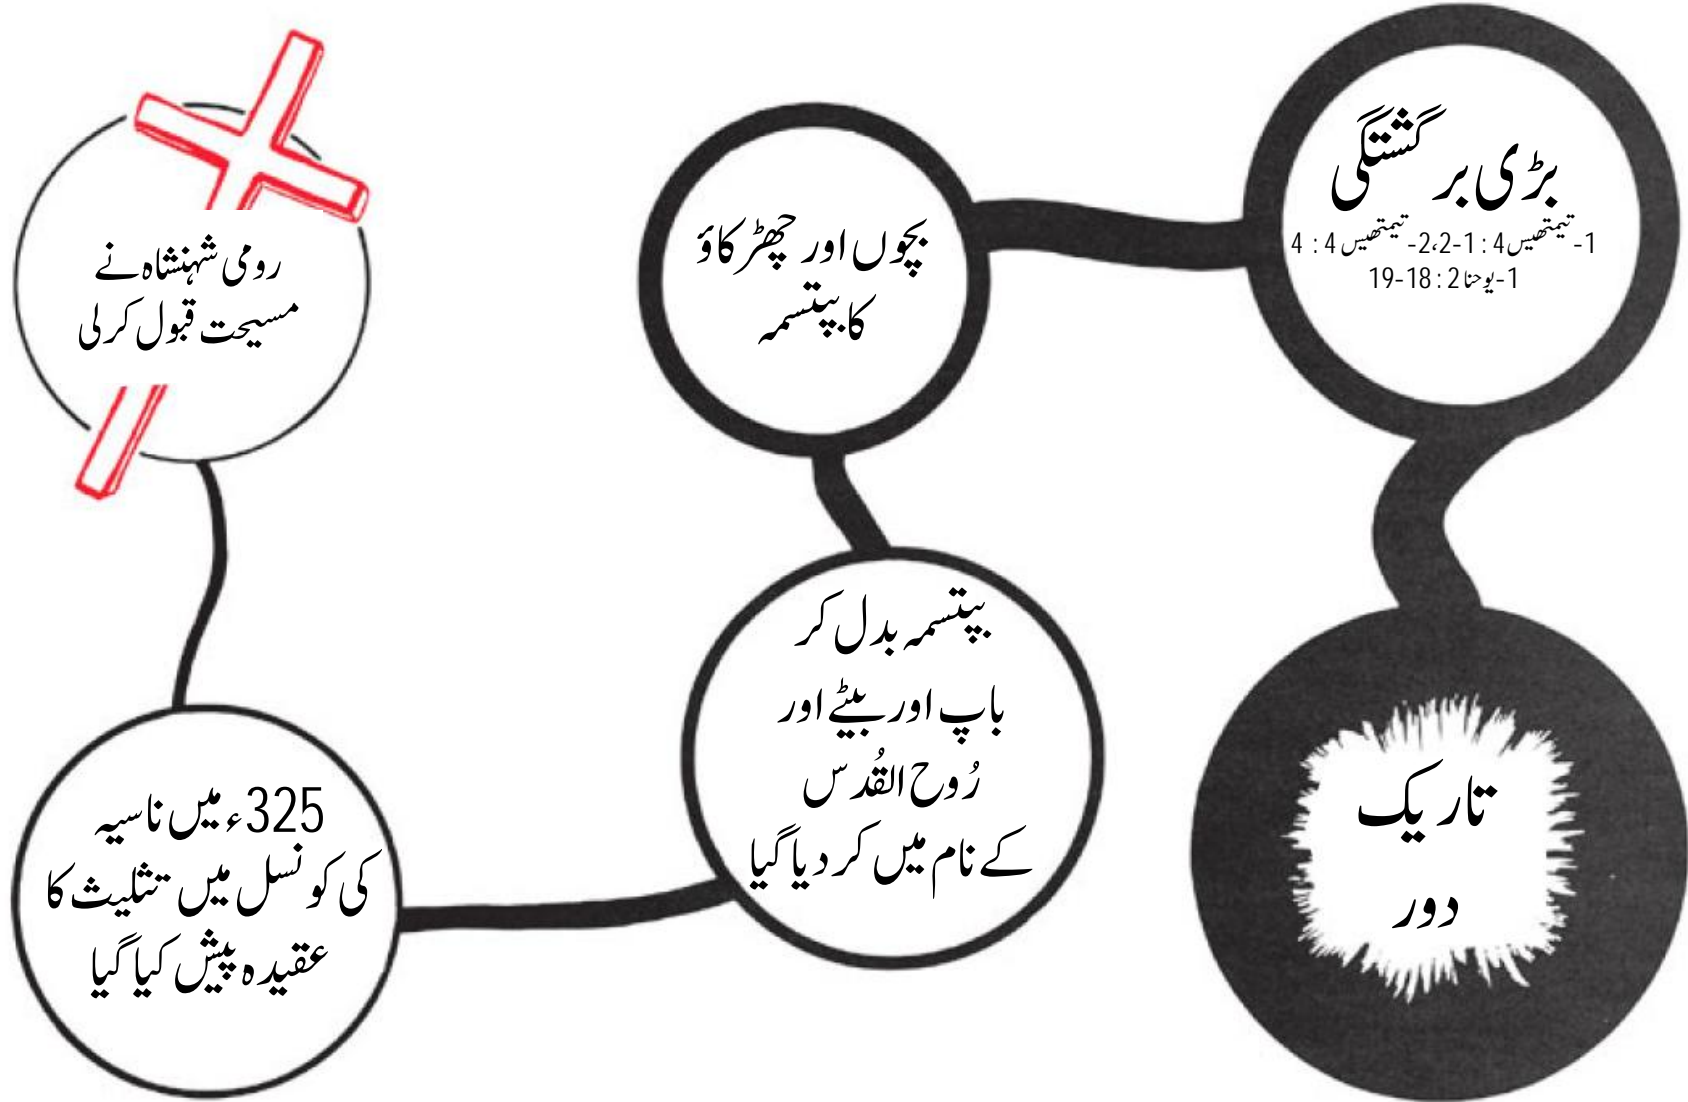 رومی شہنشاہ نے
مسیحت قبول کر لی
325ء میں ناسیہ
کی کونسل میں تثلیث کا
عقیدہ پیش کیا گیا
بپتسمہ بدل کر
باپ اور بیٹے اور
رُوح القُدس
کے نام میں کر دیا گیا
بچوں اور چھڑکاؤ
کا بپتسمہ
بڑی برگشتگی
1-تیمتھیس 4 : 1-2،2-تیمتھیس 4 : 4
1-یوحنا 2 : 18-19
تاریک
دور